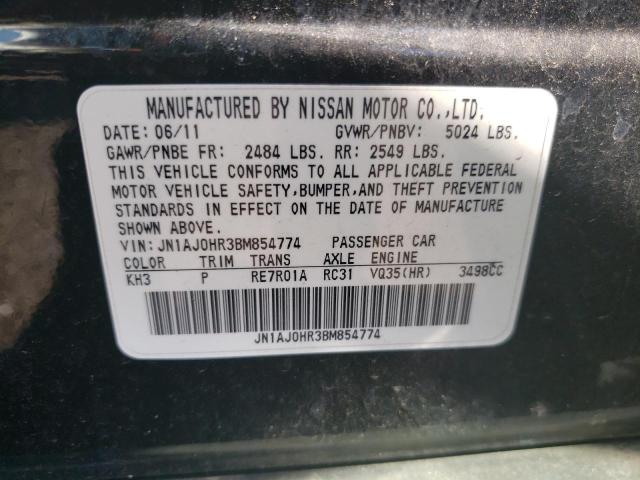 MANUFACTURED BY NISSAN MOTOR CO.,LTD.
DATE: 06/11 GVWR/PNBV: 5024 LBS.
GAWR/PNBE FR: 2484 LBS. RR: 2549 LBS.
THIS VEHICLE CONFORMS TO ALL APPLICABLE FEDERAL
MOTOR VEHICLE SAFETY,BUMPER,AND THEFT PREVENTION
STANDARDS IN EFFECT ON THE DATE OF MANUFACTURE
SHOWN ABOVE.
VIN: JN1AJ0HR3BM854774 PASSENGER CAR
COLOR TRIM TRANS AXLE ENGINE
KH3 P RE7R01A RC31 VQ35(HR) 3498CC
JN1AJ0HR3BM854774